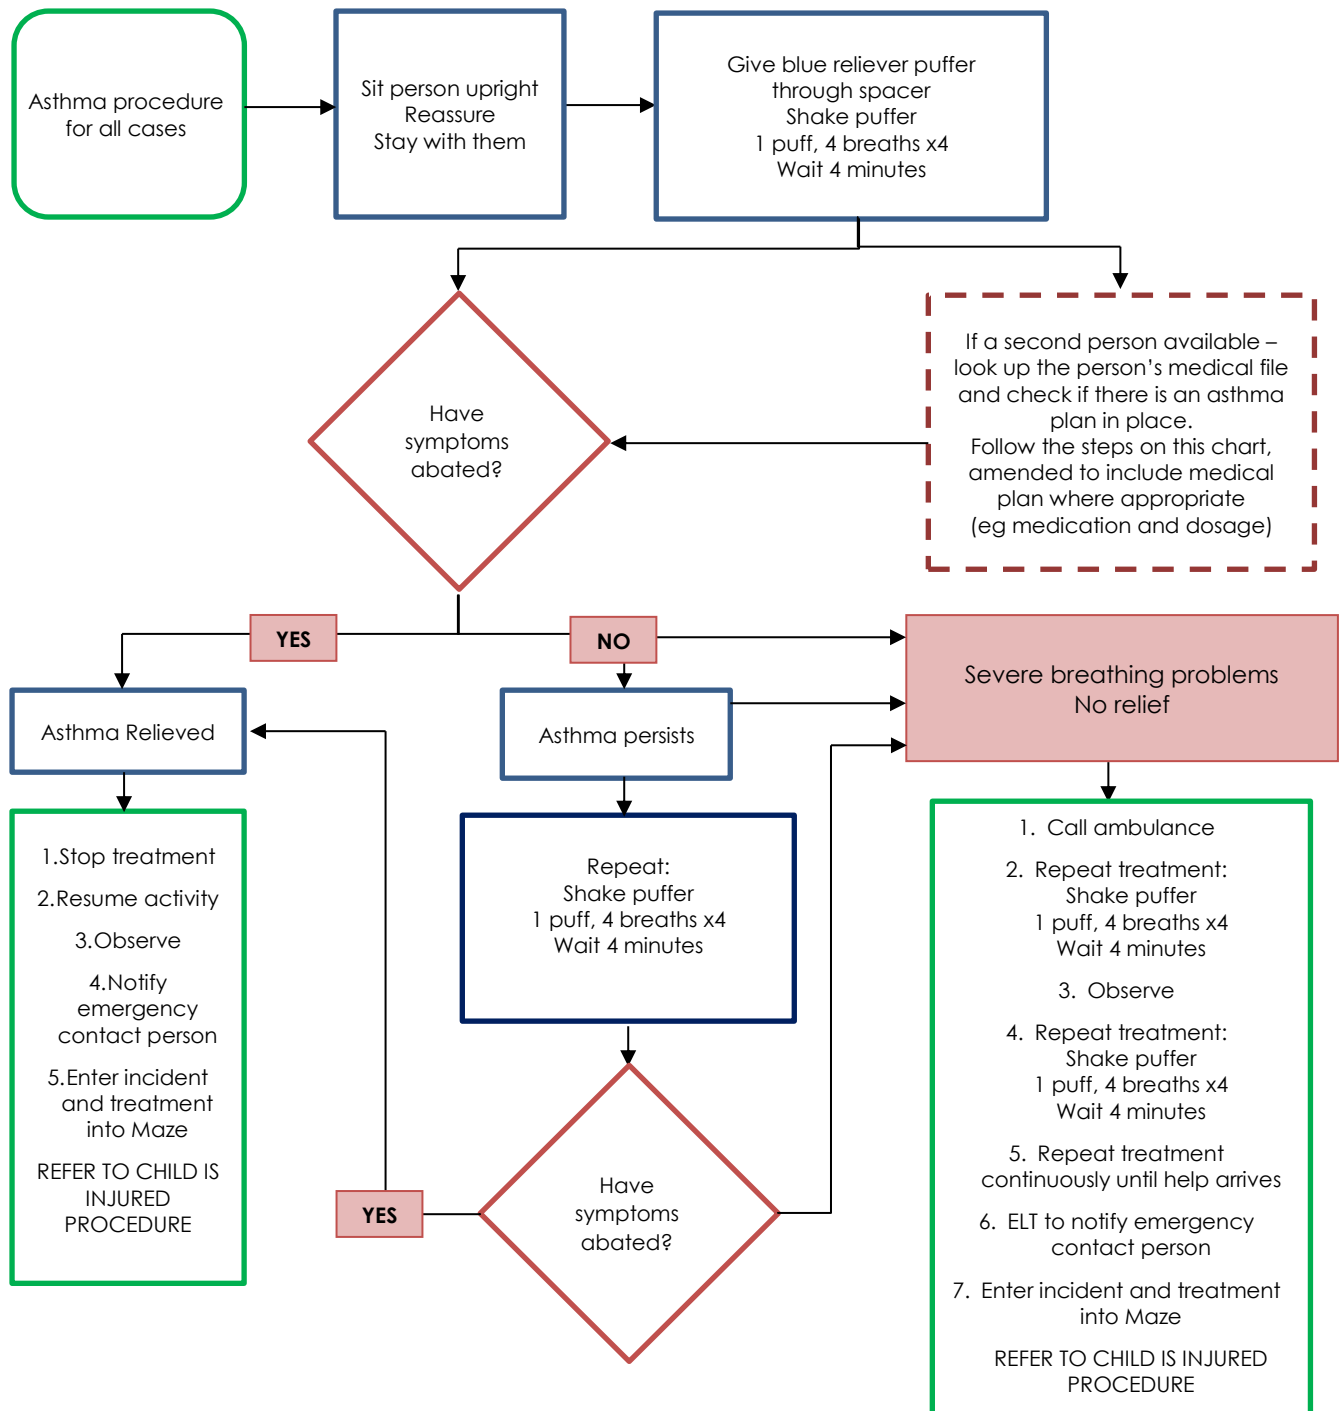 Asthma procedure
for all cases
Sit person upright
Reassure
Stay with them
Give blue reliever puffer
through spacer
Shake puffer
1 puff, 4 breaths x4
Wait 4 minutes
Have
symptoms
abated?
If a second person available –
look up the person’s medical file
and check if there is an asthma
plan in place.
Follow the steps on this chart,
amended to include medical
plan where appropriate
(eg medication and dosage)
YES
NO
Severe breathing problems
No relief
Asthma Relieved
Asthma persists
1.Stop treatment
2.Resume activity
3.Observe
4.Notify
emergency
contact person
5.Enter incident
and treatment
into Maze
REFER TO CHILD IS
INJURED
PROCEDURE
Repeat:
Shake puffer
1 puff, 4 breaths x4
Wait 4 minutes
YES
Have
symptoms
abated?
1. Call ambulance
2. Repeat treatment:
Shake puffer
1 puff, 4 breaths x4
Wait 4 minutes
3. Observe
4. Repeat treatment:
Shake puffer
1 puff, 4 breaths x4
Wait 4 minutes
5. Repeat treatment
continuously until help arrives
6. ELT to notify emergency
contact person
7. Enter incident and treatment
into Maze
REFER TO CHILD IS INJURED
PROCEDURE